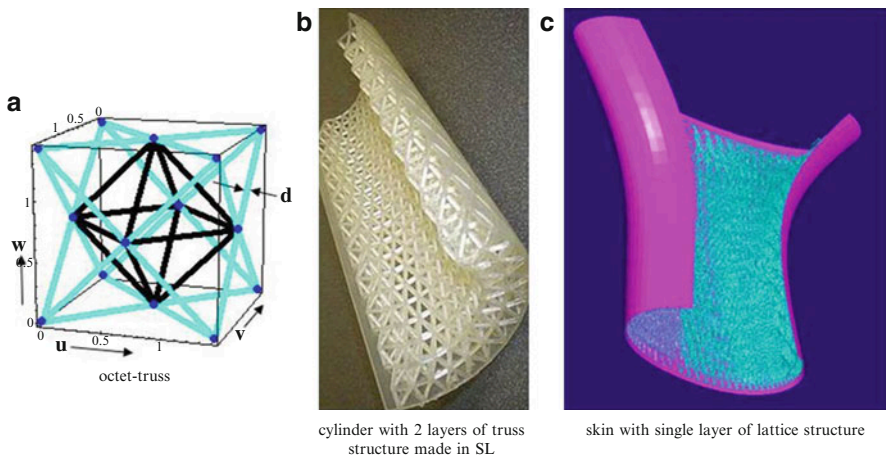 a
b
c
0
0.5
1
1
d
w
0.5
0
0
0.5
1
u
v
octet-truss
cylinder with 2 layers of truss
structure made in SL
skin with single layer of lattice structure